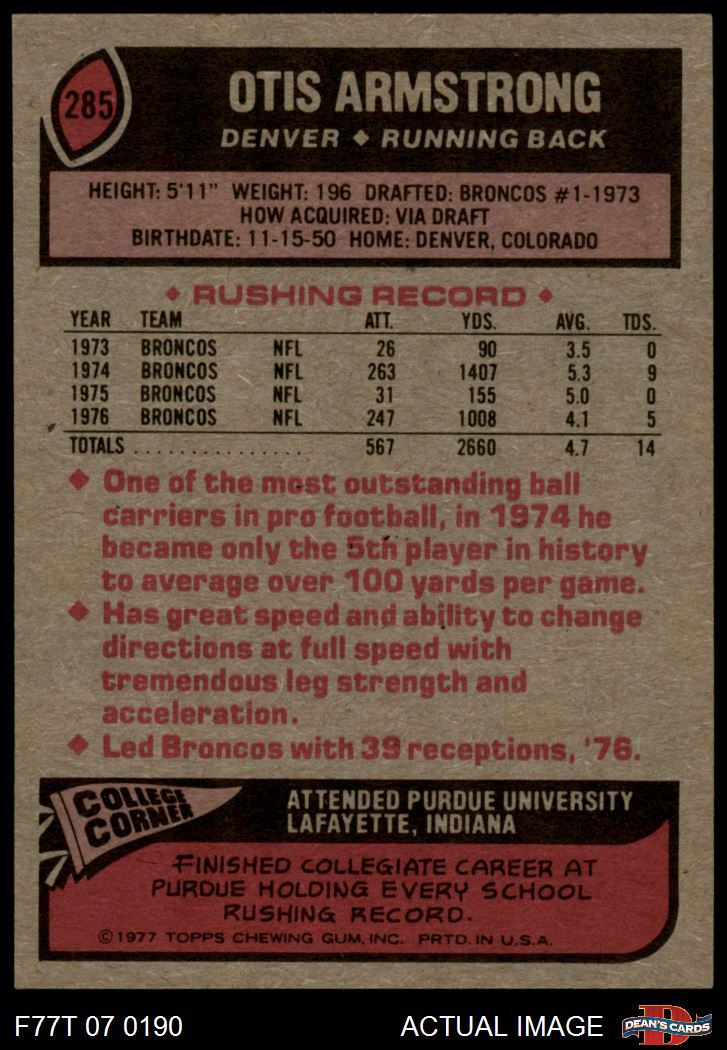 285
OTIS ARMSTRONG
DENVER ◆ RUNNING BACK
HEIGHT: 5'11" WEIGHT: 196 DRAFTED: BRONCOS #1-1973
HOW ACQUIRED: VIA DRAFT
BIRTHDATE: 11-15-50 HOME: DENVER, COLORADO
◆ RUSHING RECORD ◆
YEAR TEAM ATT. YDS. AVG. TDS.
1973 BRONCOS NFL 26 90 3.5 0
1974 BRONCOS NFL 263 1407 5.3 9
1975 BRONCOS NFL 31 155 5.0 0
1976 BRONCOS NFL 247 1008 4.1 5
TOTALS . . . . . . . . . . . . . . . 567 2660 4.7 14
◆ One of the most outstanding ball
carriers in pro football, in 1974 he
became only the 5th player in history
to average over 100 yards per game.
◆ Has great speed and ability to change
directions at full speed with
tremendous leg strength and
acceleration.
◆ Led Broncos with 39 receptions, '76.
COLLEGE
CORNER
ATTENDED PURDUE UNIVERSITY
LAFAYETTE, INDIANA
FINISHED COLLEGIATE CAREER AT
PURDUE HOLDING EVERY SCHOOL
RUSHING RECORD.
©1977 TOPPS CHEWING GUM, INC. PRTD. IN U.S.A.
F77T 07 0190
ACTUAL IMAGE
D
DEAN'S CARDS